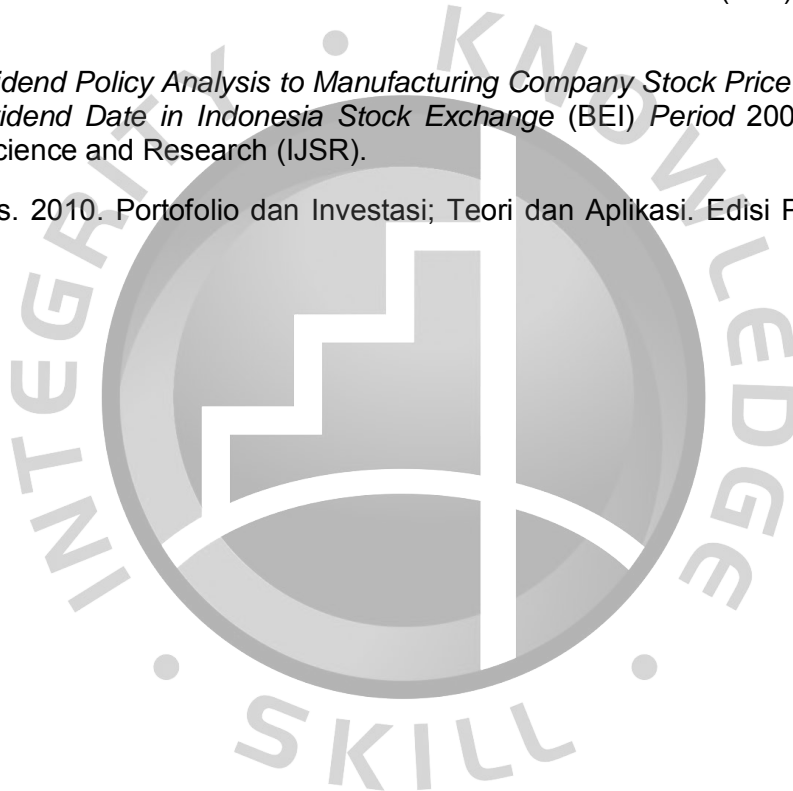 idend Policy Analysis to Manufacturing Company Stock Price
vidend Date in Indonesia Stock Exchange (BEI) Period 200
cience and Research (IJSR).
s. 2010. Portofolio dan Investasi; Teori dan Aplikasi. Edisi P
INTEGRITY • KNOWLEDGE
• SKILL •